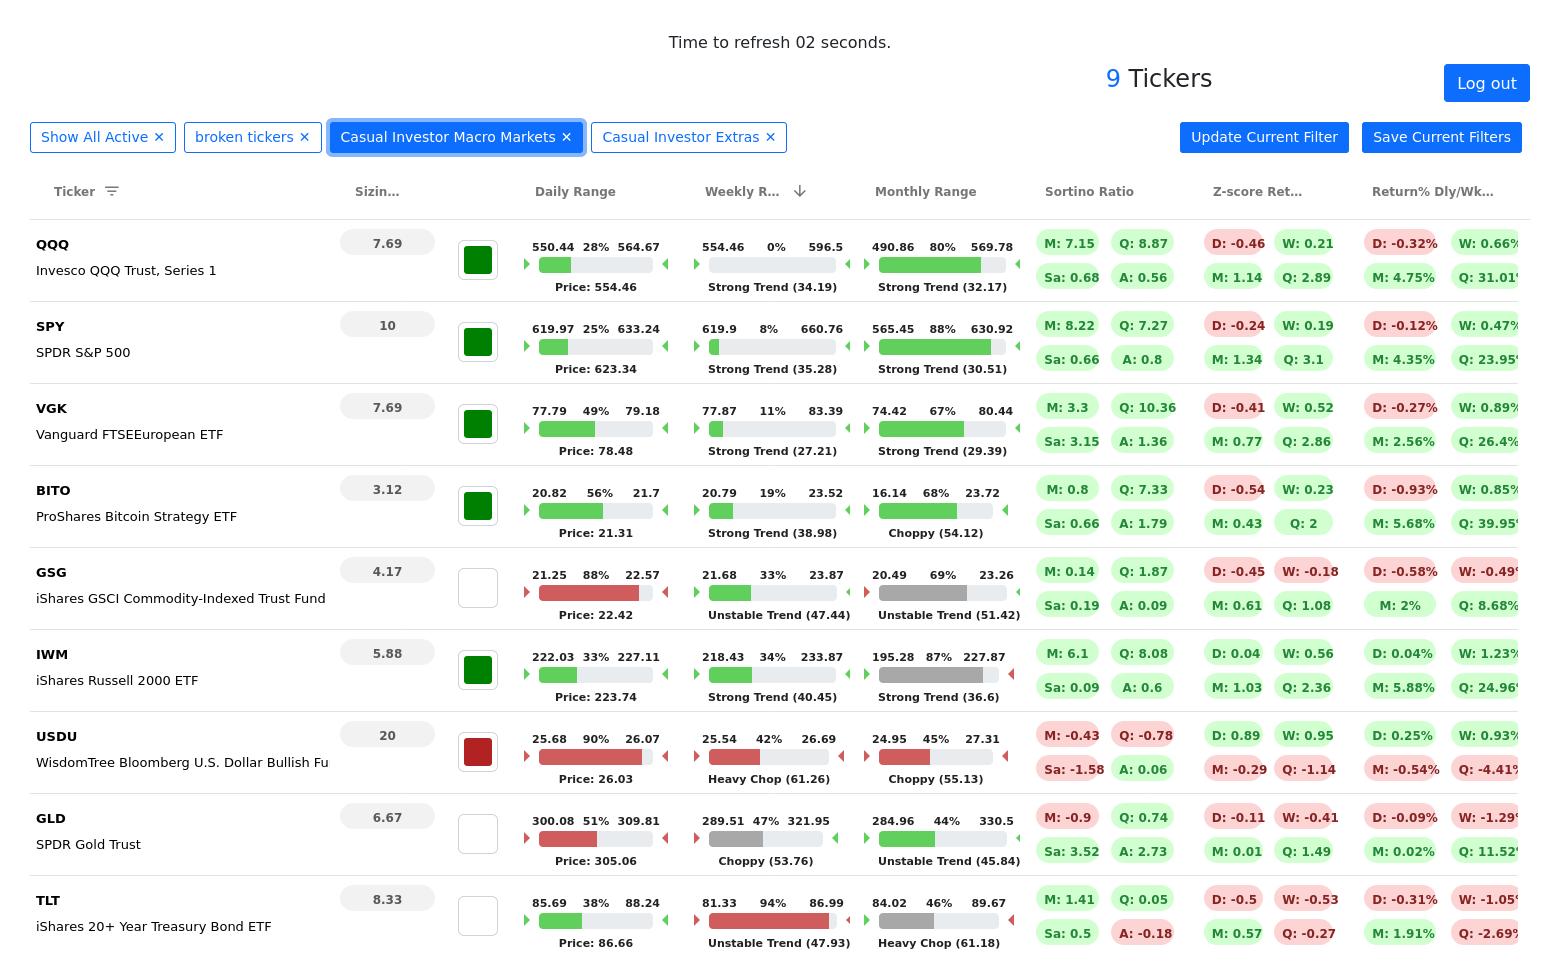 Time to refresh 02 seconds.
9 Tickers
Log out
Show All Active ✕ broken tickers ✕ Casual Investor Macro Markets ✕ Casual Investor Extras ✕ Update Current Filter Save Current Filters
Ticker Sizin... Daily Range Weekly R... Monthly Range Sortino Ratio Z-score Ret... Return% Dly/Wk...
QQQ 7.69 550.44 28% 564.67 554.46 0% 596.5 490.86 80% 569.78 M: 7.15 Q: 8.87 D: -0.46 W: 0.21 D: -0.32% W: 0.66%
Invesco QQQ Trust, Series 1 Price: 554.46 Strong Trend (34.19) Strong Trend (32.17) Sa: 0.68 A: 0.56 M: 1.14 Q: 2.89 M: 4.75% Q: 31.01%
SPY 10 619.97 25% 633.24 619.9 8% 660.76 565.45 88% 630.92 M: 8.22 Q: 7.27 D: -0.24 W: 0.19 D: -0.12% W: 0.47%
SPDR S&P 500 Price: 623.34 Strong Trend (35.28) Strong Trend (30.51) Sa: 0.66 A: 0.8 M: 1.34 Q: 3.1 M: 4.35% Q: 23.95%
VGK 7.69 77.79 49% 79.18 77.87 11% 83.39 74.42 67% 80.44 M: 3.3 Q: 10.36 D: -0.41 W: 0.52 D: -0.27% W: 0.89%
Vanguard FTSEEuropean ETF Price: 78.48 Strong Trend (27.21) Strong Trend (29.39) Sa: 3.15 A: 1.36 M: 0.77 Q: 2.86 M: 2.56% Q: 26.4%
BITO 3.12 20.82 56% 21.7 20.79 19% 23.52 16.14 68% 23.72 M: 0.8 Q: 7.33 D: -0.54 W: 0.23 D: -0.93% W: 0.85%
ProShares Bitcoin Strategy ETF Price: 21.31 Strong Trend (38.98) Choppy (54.12) Sa: 0.66 A: 1.79 M: 0.43 Q: 2 M: 5.68% Q: 39.95%
GSG 4.17 21.25 88% 22.57 21.68 33% 23.87 20.49 69% 23.26 M: 0.14 Q: 1.87 D: -0.45 W: -0.18 D: -0.58% W: -0.49%
iShares GSCI Commodity-Indexed Trust Fund Price: 22.42 Unstable Trend (47.44) Unstable Trend (51.42) Sa: 0.19 A: 0.09 M: 0.61 Q: 1.08 M: 2% Q: 8.68%
IWM 5.88 222.03 33% 227.11 218.43 34% 233.87 195.28 87% 227.87 M: 6.1 Q: 8.08 D: 0.04 W: 0.56 D: 0.04% W: 1.23%
iShares Russell 2000 ETF Price: 223.74 Strong Trend (40.45) Strong Trend (36.6) Sa: 0.09 A: 0.6 M: 1.03 Q: 2.36 M: 5.88% Q: 24.96%
USDU 20 25.68 90% 26.07 25.54 42% 26.69 24.95 45% 27.31 M: -0.43 Q: -0.78 D: 0.89 W: 0.95 D: 0.25% W: 0.93%
WisdomTree Bloomberg U.S. Dollar Bullish Fu Price: 26.03 Heavy Chop (61.26) Choppy (55.13) Sa: -1.58 A: 0.06 M: -0.29 Q: -1.14 M: -0.54% Q: -4.41%
GLD 6.67 300.08 51% 309.81 289.51 47% 321.95 284.96 44% 330.5 M: -0.9 Q: 0.74 D: -0.11 W: -0.41 D: -0.09% W: -1.29%
SPDR Gold Trust Price: 305.06 Choppy (53.76) Unstable Trend (45.84) Sa: 3.52 A: 2.73 M: 0.01 Q: 1.49 M: 0.02% Q: 11.52%
TLT 8.33 85.69 38% 88.24 81.33 94% 86.99 84.02 46% 89.67 M: 1.41 Q: 0.05 D: -0.5 W: -0.53 D: -0.31% W: -1.05%
iShares 20+ Year Treasury Bond ETF Price: 86.66 Unstable Trend (47.93) Heavy Chop (61.18) Sa: 0.5 A: -0.18 M: 0.57 Q: -0.27 M: 1.91% Q: -2.69%